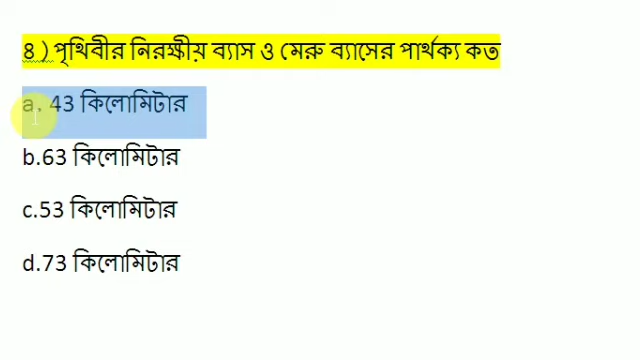 ৪ ) পৃথিবীর নিরক্ষীয় ব্যাস ও মেরু ব্যাসের পার্থক্য কত
a. 43 কিলোমিটার
b.63 কিলোমিটার
c.53 কিলোমিটার
d.73 কিলোমিটার